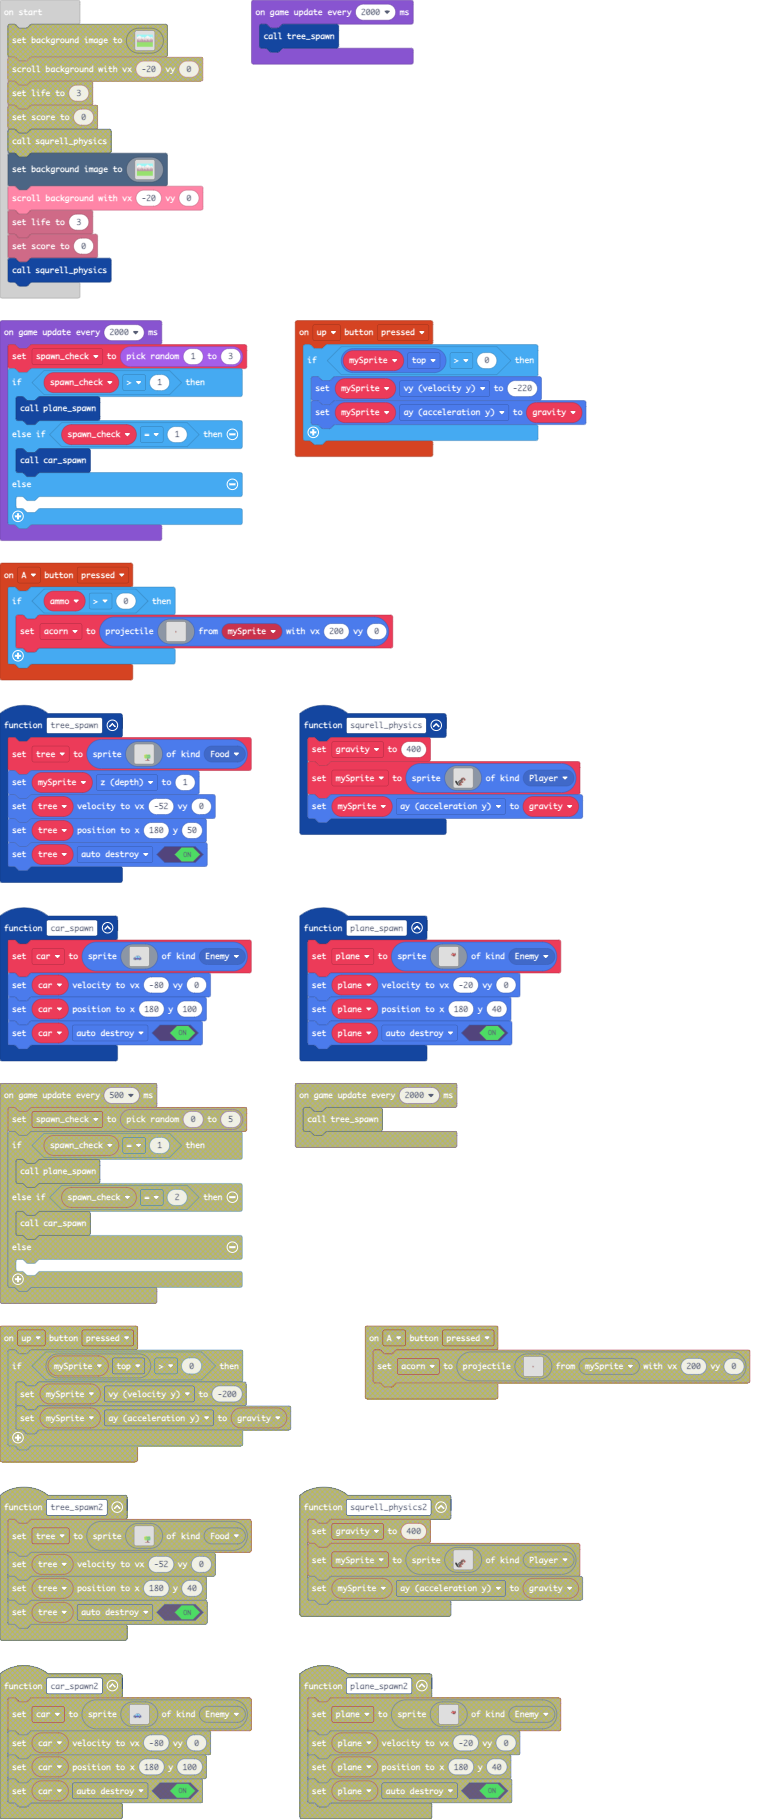 on start
set background image to
scroll background with vx -20 vy 0
set life to 3
set score to 0
call squrell_physics
set background image to
scroll background with vx -20 vy 0
set life to 3
set score to 0
call squrell_physics
on game update every 2000 ms
call tree_spawn
on game update every 2000 ms
set spawn_check to pick random 1 to 3
if spawn_check > 1 then
call plane_spawn
else if spawn_check = 1 then
call car_spawn
else
on up button pressed
if mySprite top > 0 then
set mySprite vy (velocity y) to -220
set mySprite ay (acceleration y) to gravity
on A button pressed
if ammo > 0 then
set acorn to projectile from mySprite with vx 200 vy 0
function tree_spawn
set tree to sprite of kind Food
set mySprite z (depth) to 1
set tree velocity to vx -52 vy 0
set tree position to x 180 y 50
set tree auto destroy ON
function squrell_physics
set gravity to 400
set mySprite to sprite of kind Player
set mySprite ay (acceleration y) to gravity
function car_spawn
set car to sprite of kind Enemy
set car velocity to vx -80 vy 0
set car position to x 180 y 100
set car auto destroy ON
function plane_spawn
set plane to sprite of kind Enemy
set plane velocity to vx -20 vy 0
set plane position to x 180 y 40
set plane auto destroy ON
on game update every 500 ms
set spawn_check to pick random 0 to 5
if spawn_check = 1 then
call plane_spawn
else if spawn_check = 2 then
call car_spawn
else
on game update every 2000 ms
call tree_spawn
on up button pressed
if mySprite top > 0 then
set mySprite vy (velocity y) to -200
set mySprite ay (acceleration y) to gravity
on A button pressed
set acorn to projectile from mySprite with vx 200 vy 0
function tree_spawn2
set tree to sprite of kind Food
set tree velocity to vx -52 vy 0
set tree position to x 180 y 40
set tree auto destroy ON
function squrell_physics2
set gravity to 400
set mySprite to sprite of kind Player
set mySprite ay (acceleration y) to gravity
function car_spawn2
set car to sprite of kind Enemy
set car velocity to vx -80 vy 0
set car position to x 180 y 100
set car auto destroy ON
function plane_spawn2
set plane to sprite of kind Enemy
set plane velocity to vx -20 vy 0
set plane position to x 180 y 40
set plane auto destroy ON